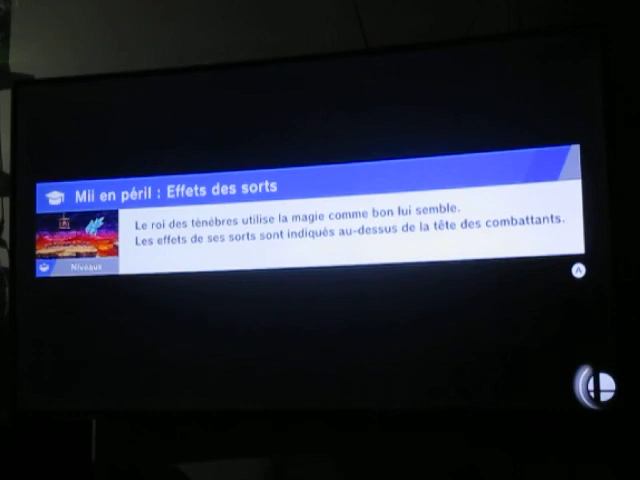 Mii en péril : Effets des sorts
Le roi des ténèbres utilise la magie comme bon lui semble.
Les effets de ses sorts sont indiqués au-dessus de la tête des combattants.
Niveaux
A